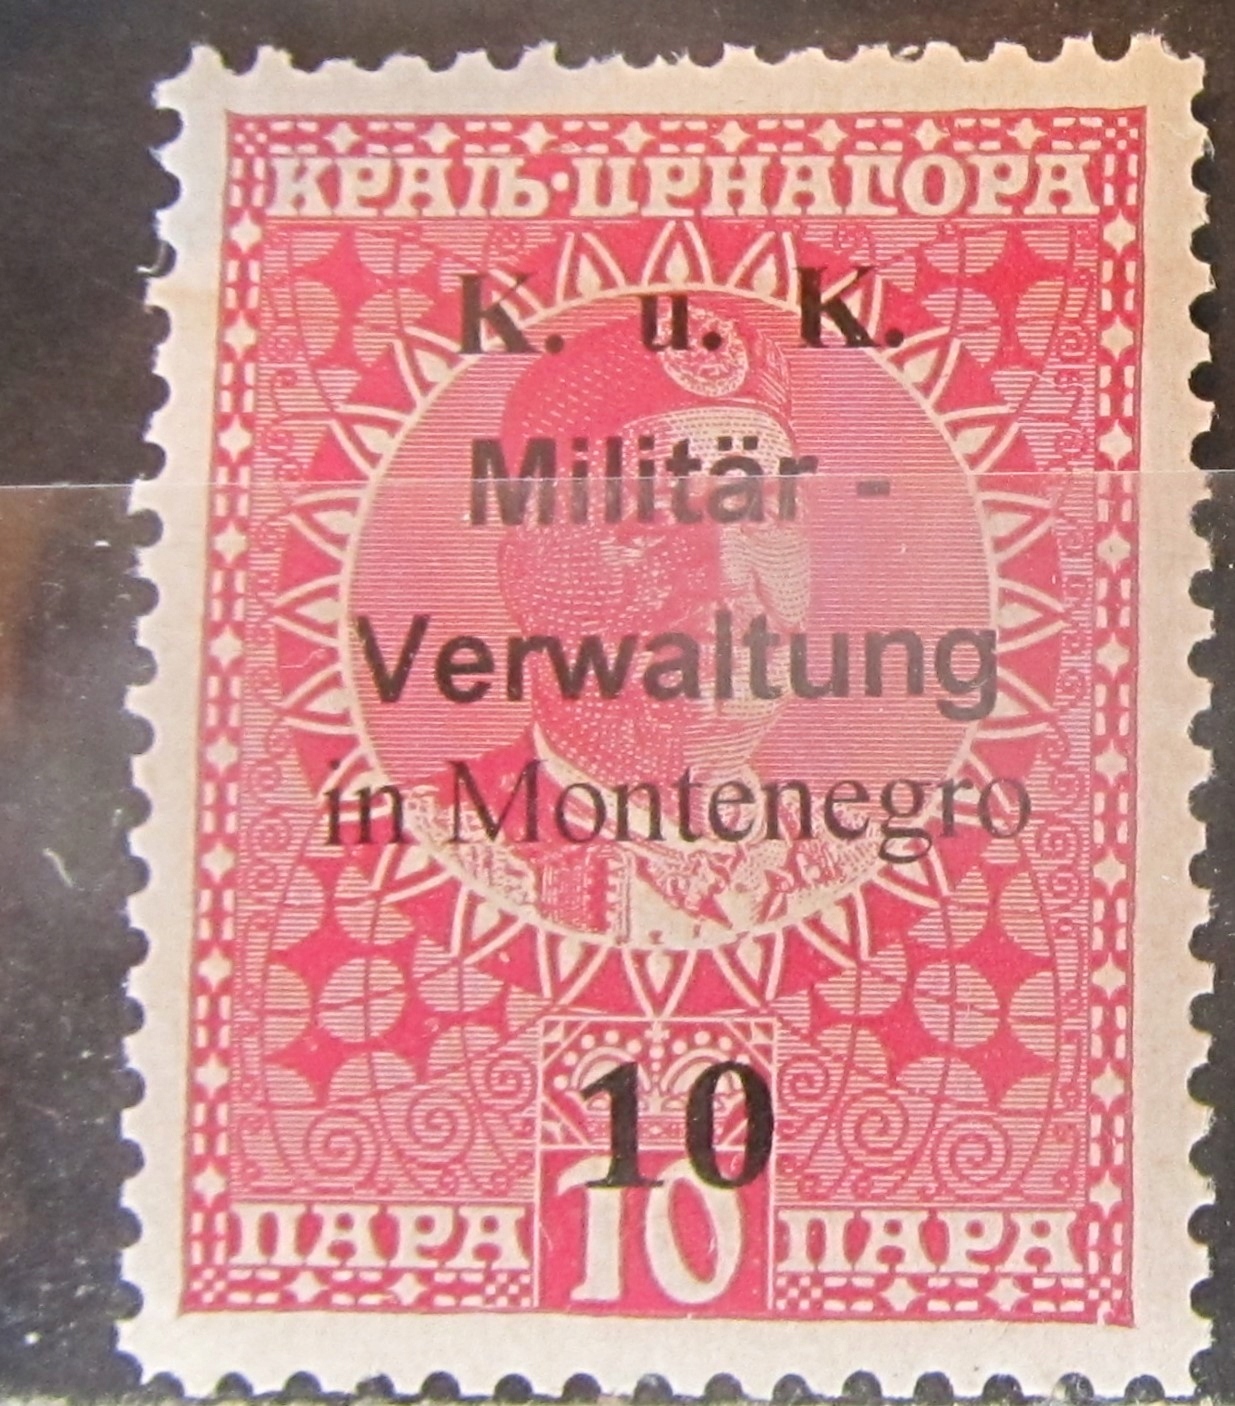 КРАЉ·ЦРНАГОРА
K. u. K.
Militär -
Verwaltung
in Montenegro
10
10
ПАРА ПАРА